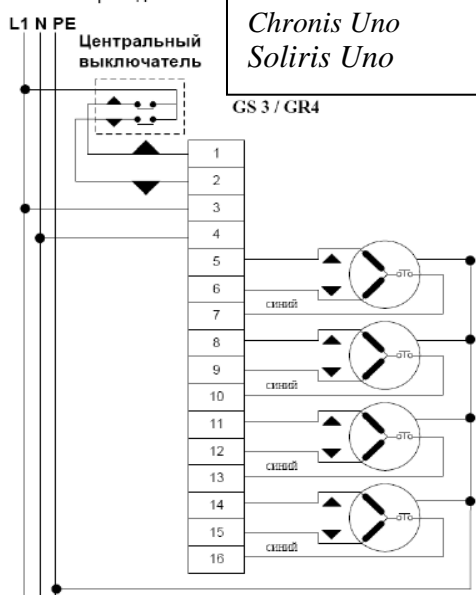 L1 N PE
Центральный
выключатель
Chronis Uno
Soliris Uno
GS 3 / GR4
1
2
3
4
5
6
7
синий
8
9
10
синий
11
12
13
синий
14
15
16
синий